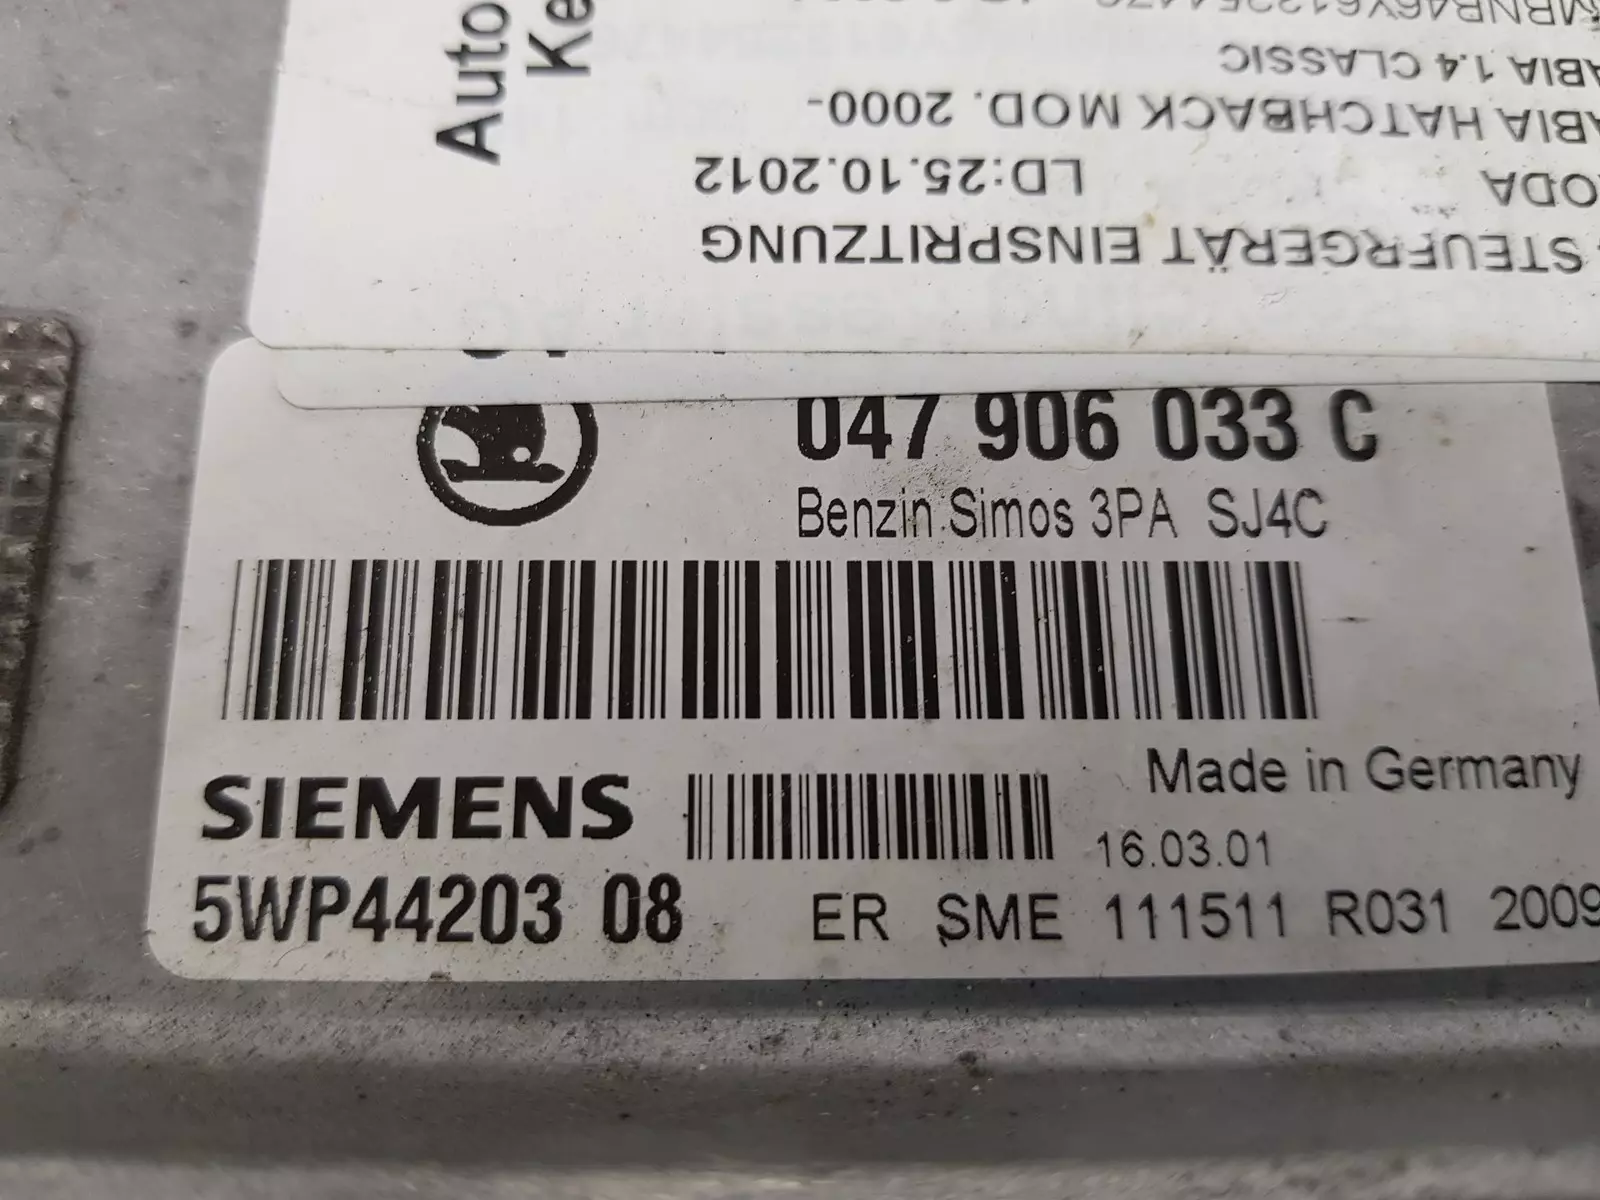 Auto
Ke
STEUERGERÄT EINSPRITZUNG
LD:25.10.2012
ABIA HATCHBACK MOD. 2000-
ABIA 1.4 CLASSIC
047 906 033 C
Benzin Simos 3PA SJ4C
SIEMENS
Made in Germany
16.03.01
5WP44203 08
ER SME 111511 R031 2009